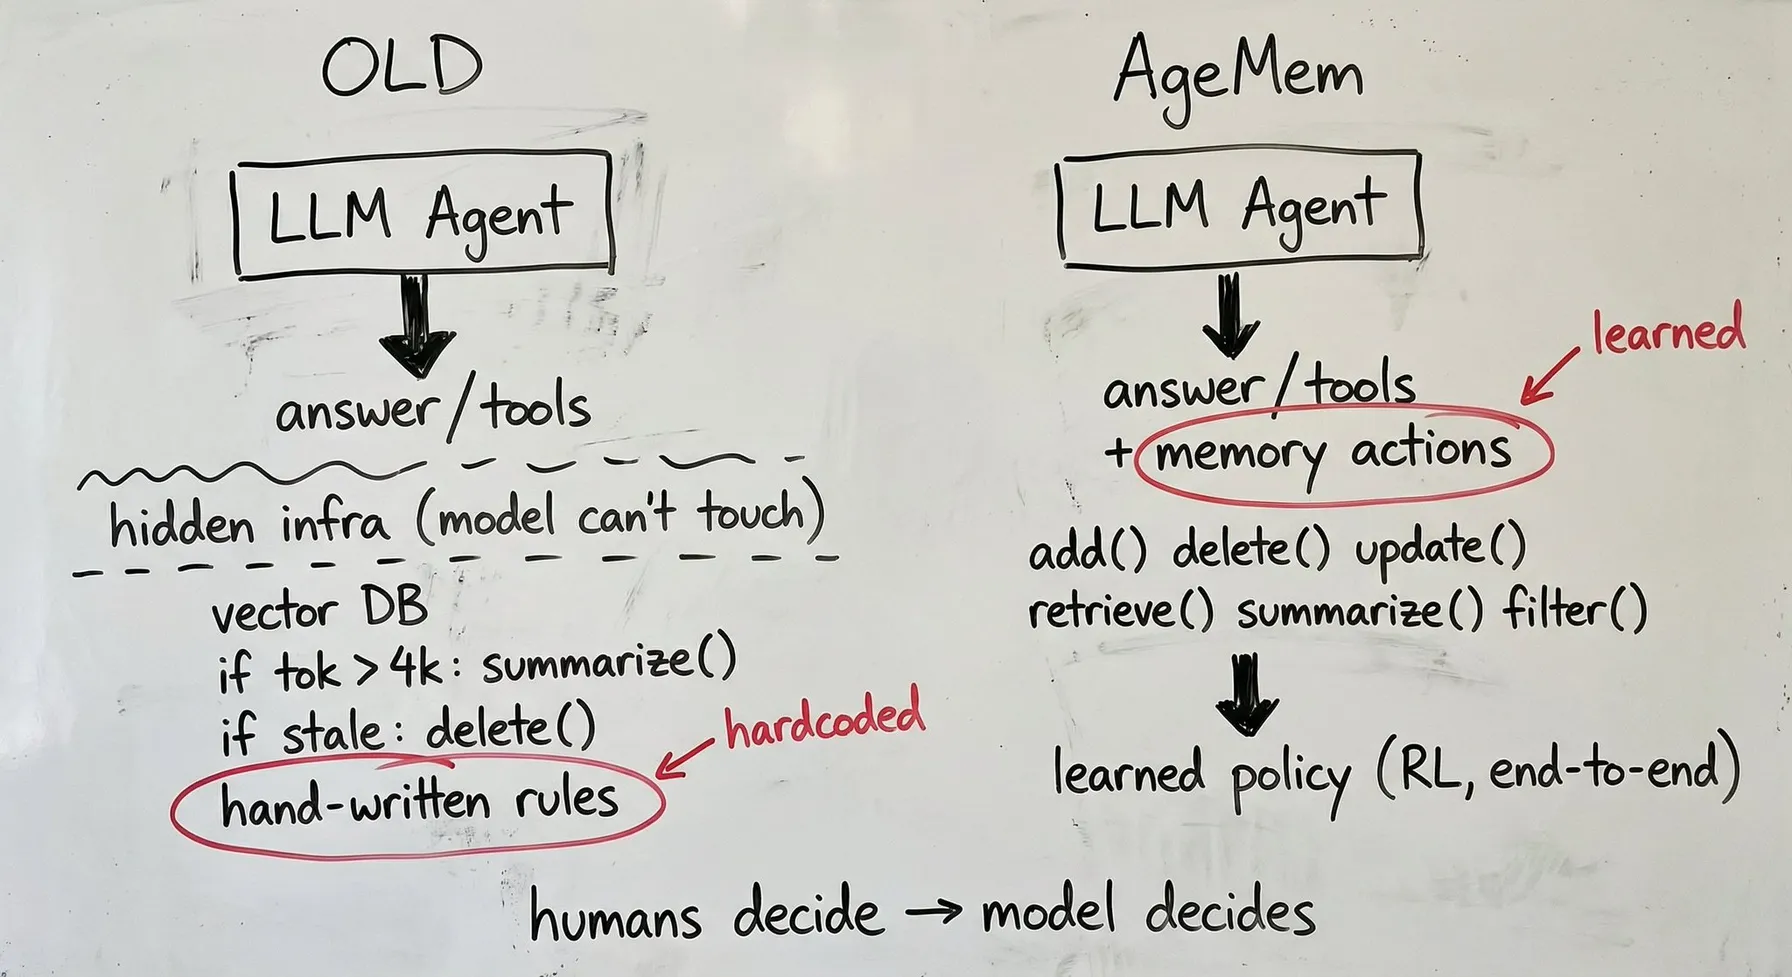 OLD
LLM Agent
answer/tools
hidden infra (model can't touch)
vector DB
if tok > 4k: summarize()
if stale: delete()
hardcoded
hand-written rules
AgeMem
LLM Agent
learned
answer/tools
+ memory actions
add() delete() update()
retrieve() summarize() filter()
learned policy (RL, end-to-end)
humans decide → model decides